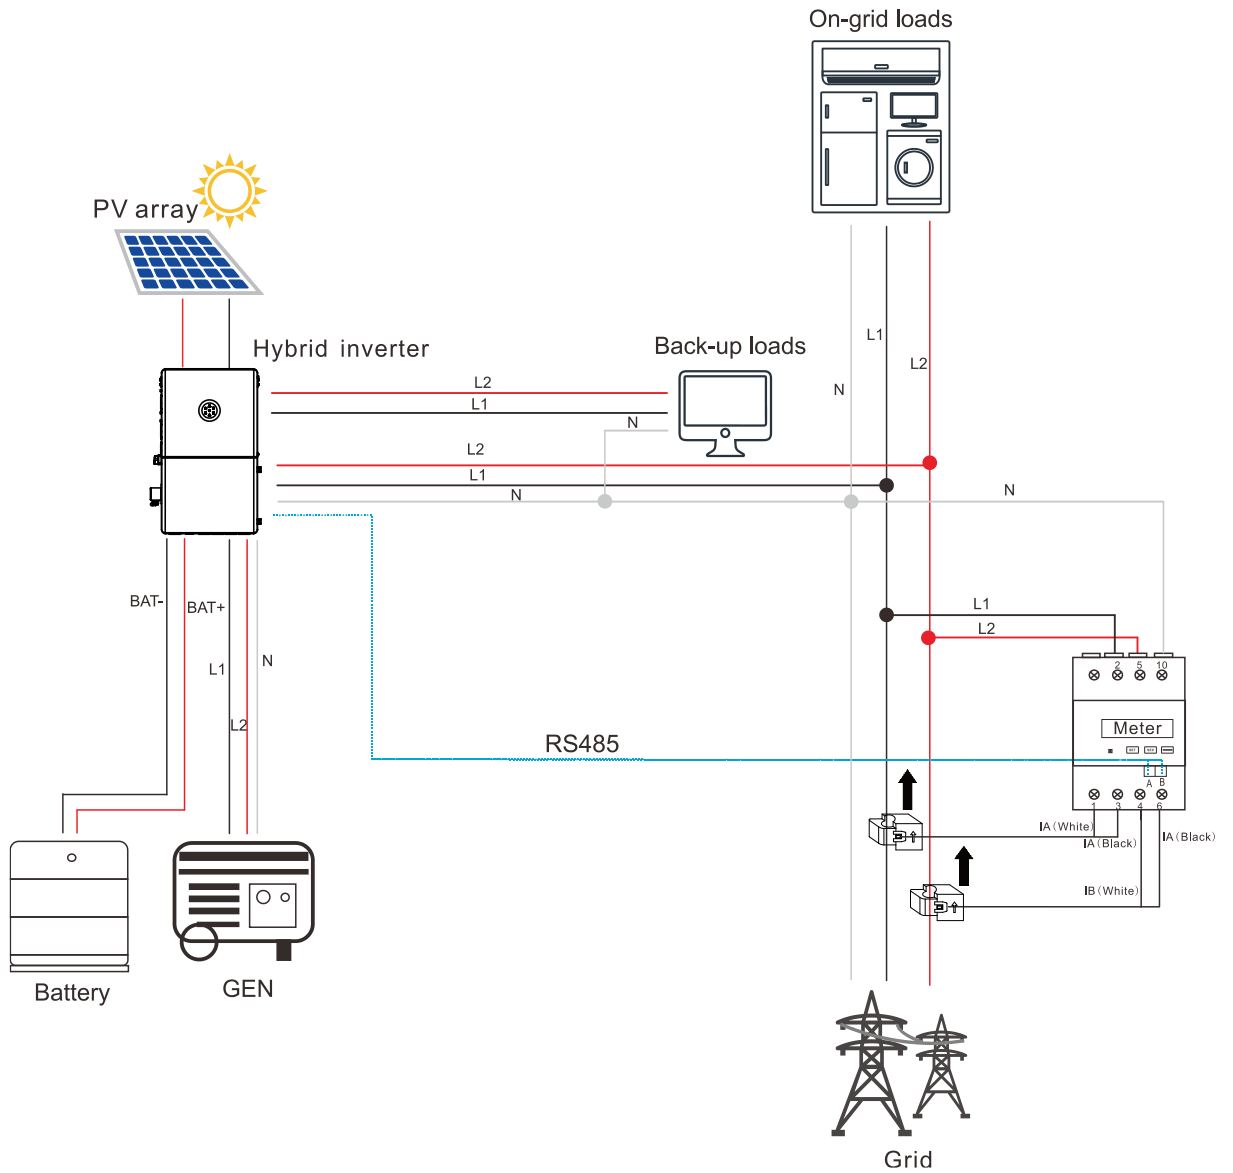 On-grid loads
PV array
Hybrid inverter
Back-up loads
L1
L2
N
L2
L1
N
L2
L1
N
N
BAT-
BAT+
L1
N
L2
L1
L2
2 5 10
Meter
RS485
A B
1 3 4 6
IA(White)
IA(Black)
IA(Black)
IB(White)
Battery
GEN
Grid